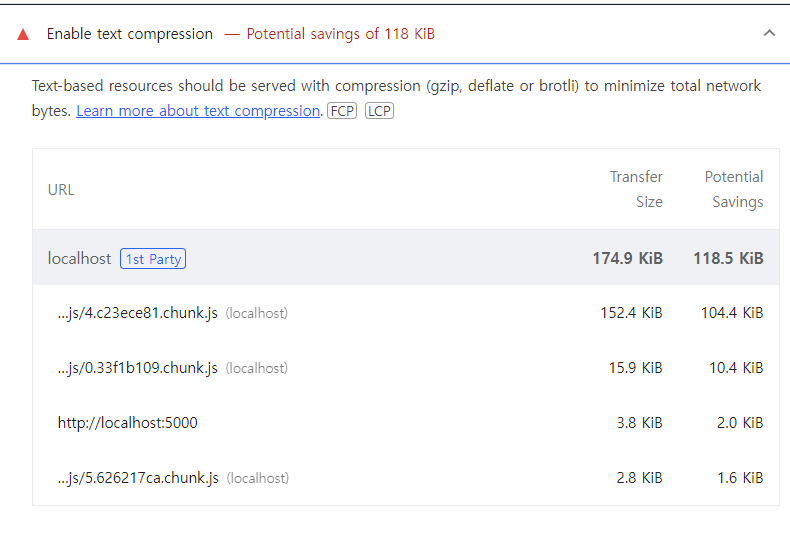 Enable text compression — Potential savings of 118 KiB
Text-based resources should be served with compression (gzip, deflate or brotli) to minimize total network
bytes. Learn more about text compression. FCP LCP
URL Transfer Size Potential Savings
localhost 1st Party 174.9 KiB 118.5 KiB
...js/4.c23ece81.chunk.js (localhost) 152.4 KiB 104.4 KiB
...js/0.33f1b109.chunk.js (localhost) 15.9 KiB 10.4 KiB
http://localhost:5000 3.8 KiB 2.0 KiB
...js/5.626217ca.chunk.js (localhost) 2.8 KiB 1.6 KiB